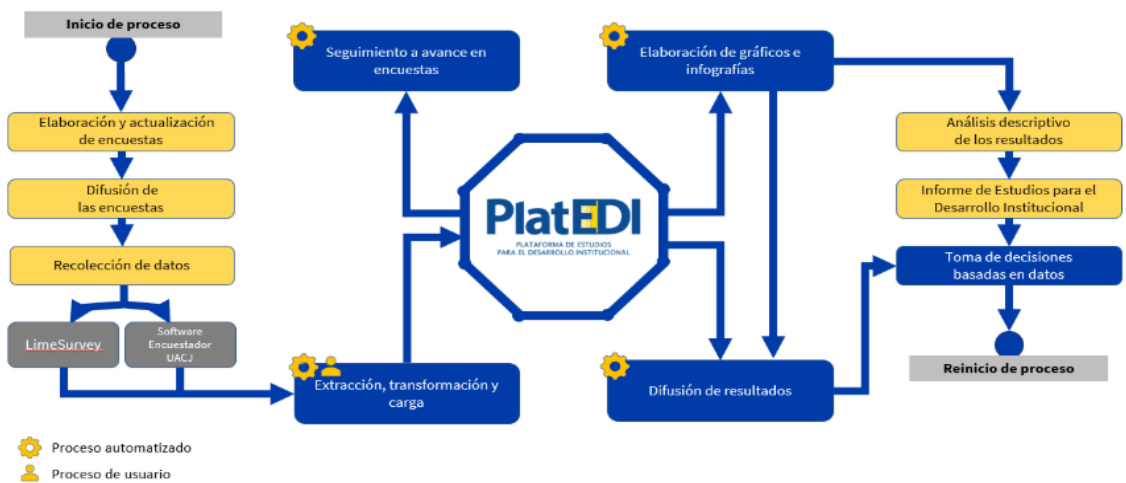 Inicio de proceso
Elaboración y actualización
de encuestas
Difusión de
las encuestas
Recolección de datos
LimeSurvey
Software
Encuestador
UACJ
Seguimiento a avance en
encuestas
Extracción, transformación y
carga
PlatEDI
PLATAFORMA DE ESTUDIOS
PARA EL DESARROLLO INSTITUCIONAL
Elaboración de gráficos e
infografías
Difusión de resultados
Análisis descriptivo
de los resultados
Informe de Estudios para el
Desarrollo Institucional
Toma de decisiones
basadas en datos
Reinicio de proceso
Proceso automatizado
Proceso de usuario